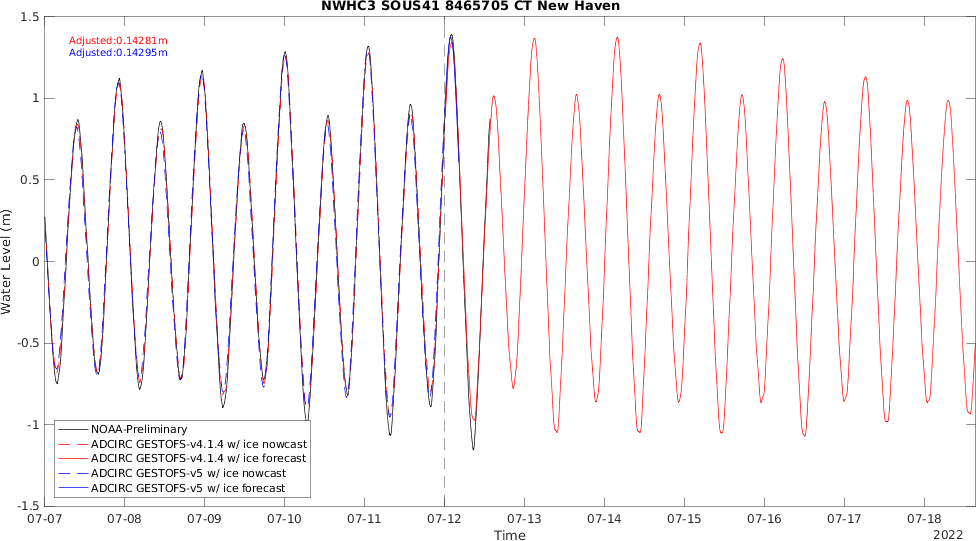 NWHC3 SOUS41 8465705 CT New Haven
1.5
Adjusted:0.14281m
Adjusted:0.14295m
1
0.5
0
-0.5
-1
-1.5
Water Level (m)
NOAA-Preliminary
ADCIRC GESTOFS-v4.1.4 w/ ice nowcast
ADCIRC GESTOFS-v4.1.4 w/ ice forecast
ADCIRC GESTOFS-v5 w/ ice nowcast
ADCIRC GESTOFS-v5 w/ ice forecast
07-07 07-08 07-09 07-10 07-11 07-12 07-13 07-14 07-15 07-16 07-17 07-18
Time
2022